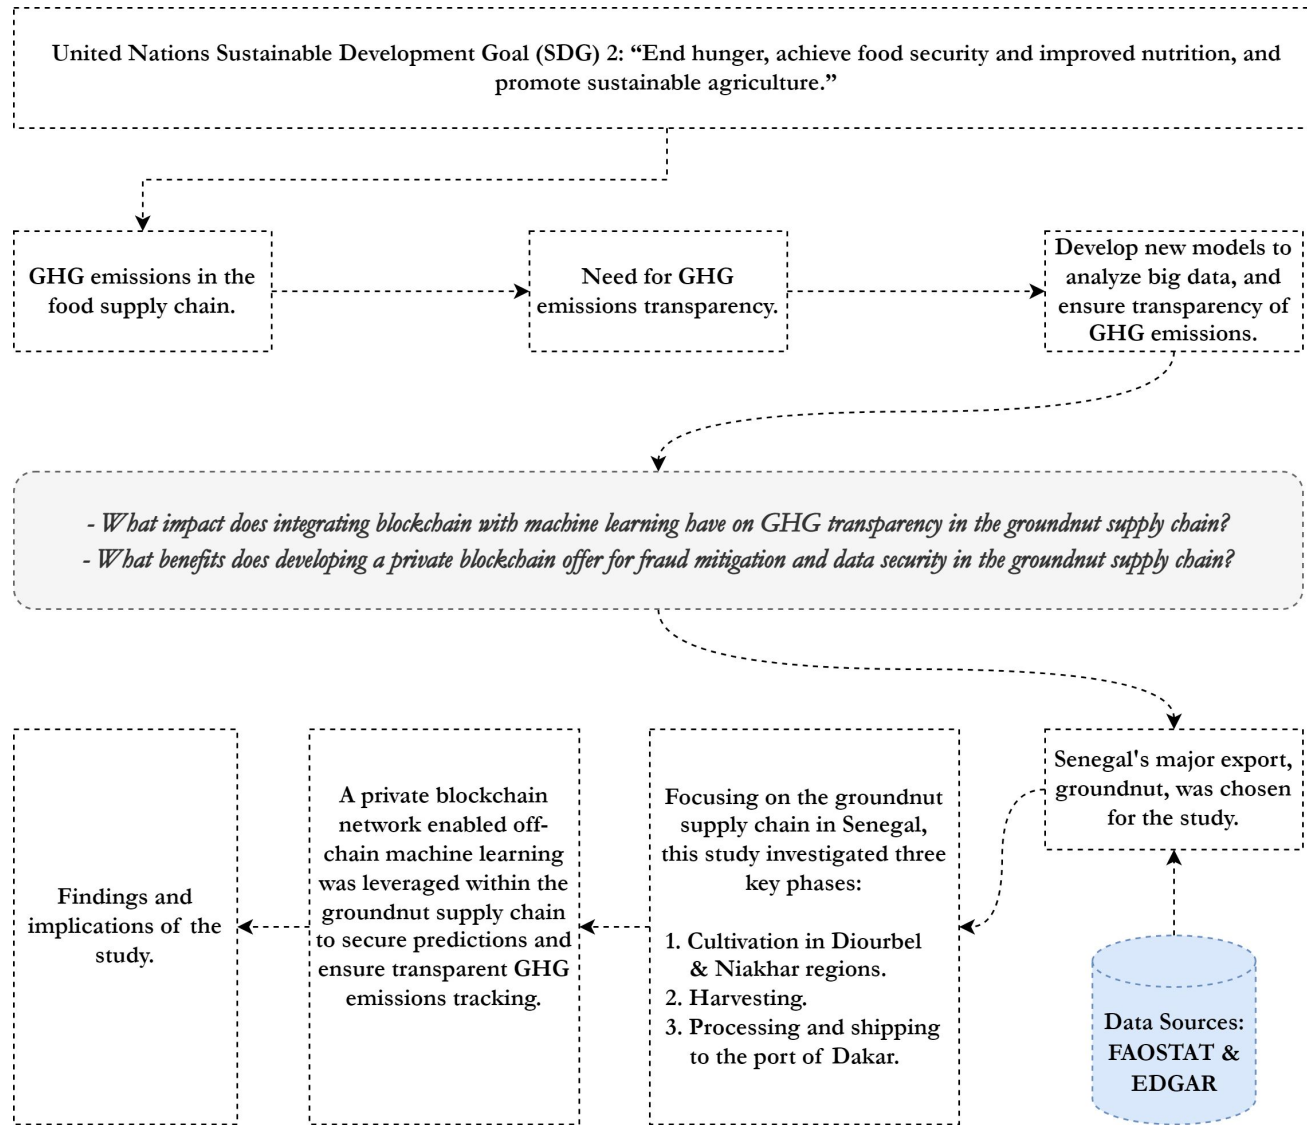 United Nations Sustainable Development Goal (SDG) 2: “End hunger, achieve food security and improved nutrition, and
promote sustainable agriculture.”
GHG emissions in the
food supply chain.
Need for GHG
emissions transparency.
Develop new models to
analyze big data, and
ensure transparency of
GHG emissions.
- What impact does integrating blockchain with machine learning have on GHG transparency in the groundnut supply chain?
- What benefits does developing a private blockchain offer for fraud mitigation and data security in the groundnut supply chain?
Senegal's major export,
groundnut, was chosen
for the study.
Data Sources:
FAOSTAT &
EDGAR
Focusing on the groundnut
supply chain in Senegal,
this study investigated three
key phases:
1. Cultivation in Diourbel
& Niakhar regions.
2. Harvesting.
3. Processing and shipping
to the port of Dakar.
A private blockchain
network enabled off-
chain machine learning
was leveraged within the
groundnut supply chain
to secure predictions and
ensure transparent GHG
emissions tracking.
Findings and
implications of the
study.